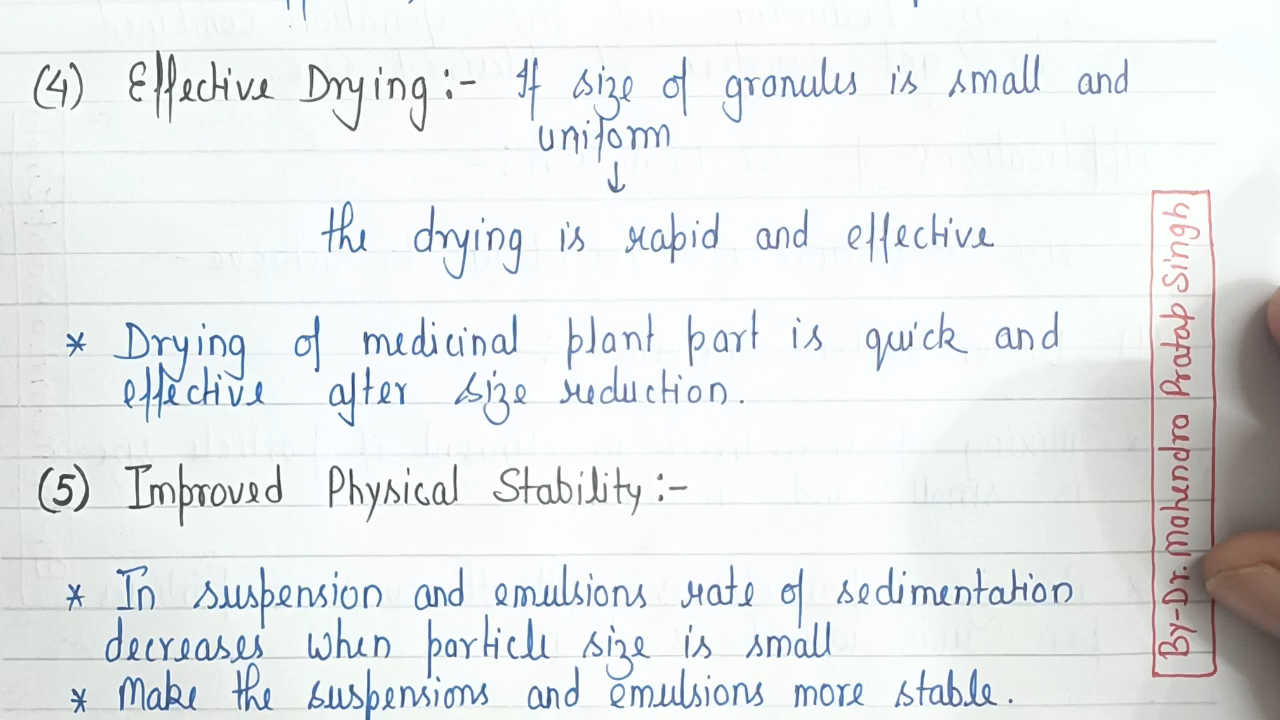 (4) Effective Drying :- If size of granules is small and
uniform
↓
the drying is rapid and effective
* Drying of medicinal plant part is quick and
effective after size reduction.
(5) Improved Physical Stability :-
* In suspension and emulsions rate of sedimentation
decreases when particle size is small
* Make the suspensions and emulsions more stable.
By-Dr. Mahendra Pratap Singh